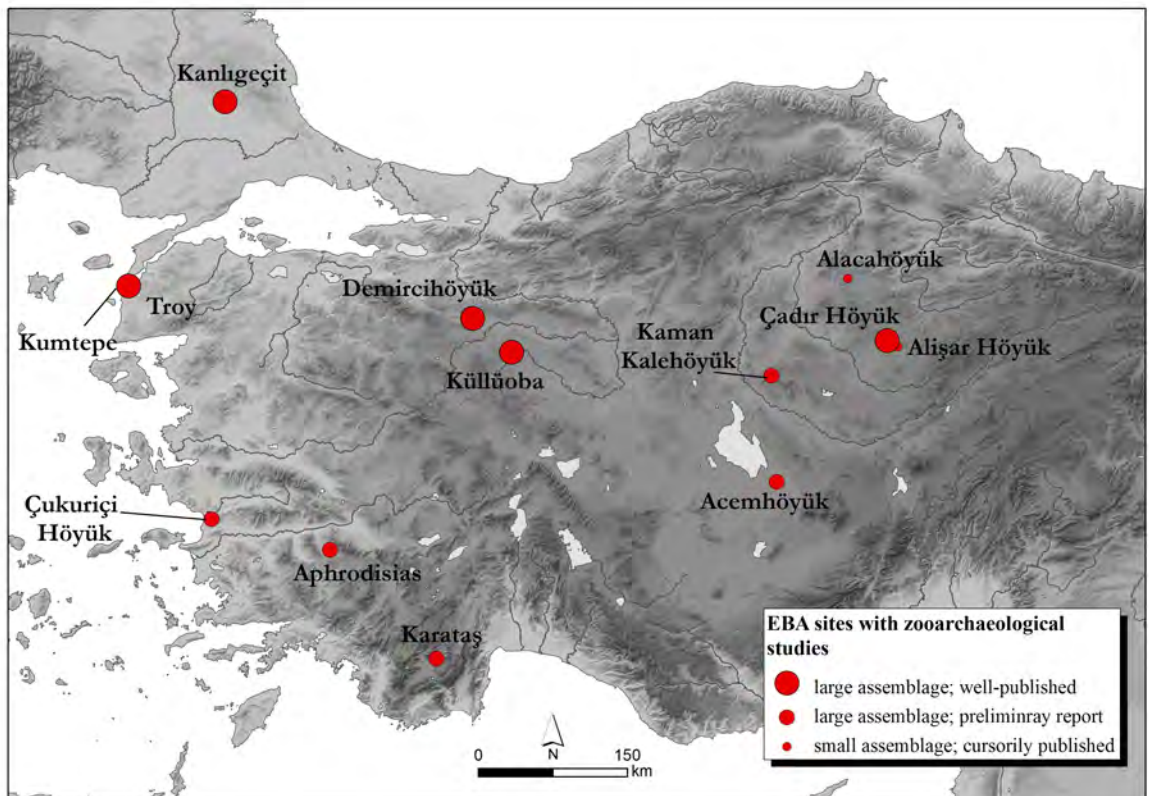 Kanlıgeçit
Alacahöyük
Demircihöyük
Troy
Çadır Höyük
Kumtepe
Kaman
Kalehöyük
Alişar Höyük
Küllüoba
Acemhöyük
Çukuriçi
Höyük
Aphrodisias
Karataş
EBA sites with zooarchaeological
studies
large assemblage; well-published
large assemblage; preliminray report
small assemblage; cursorily published
N
0 150
km